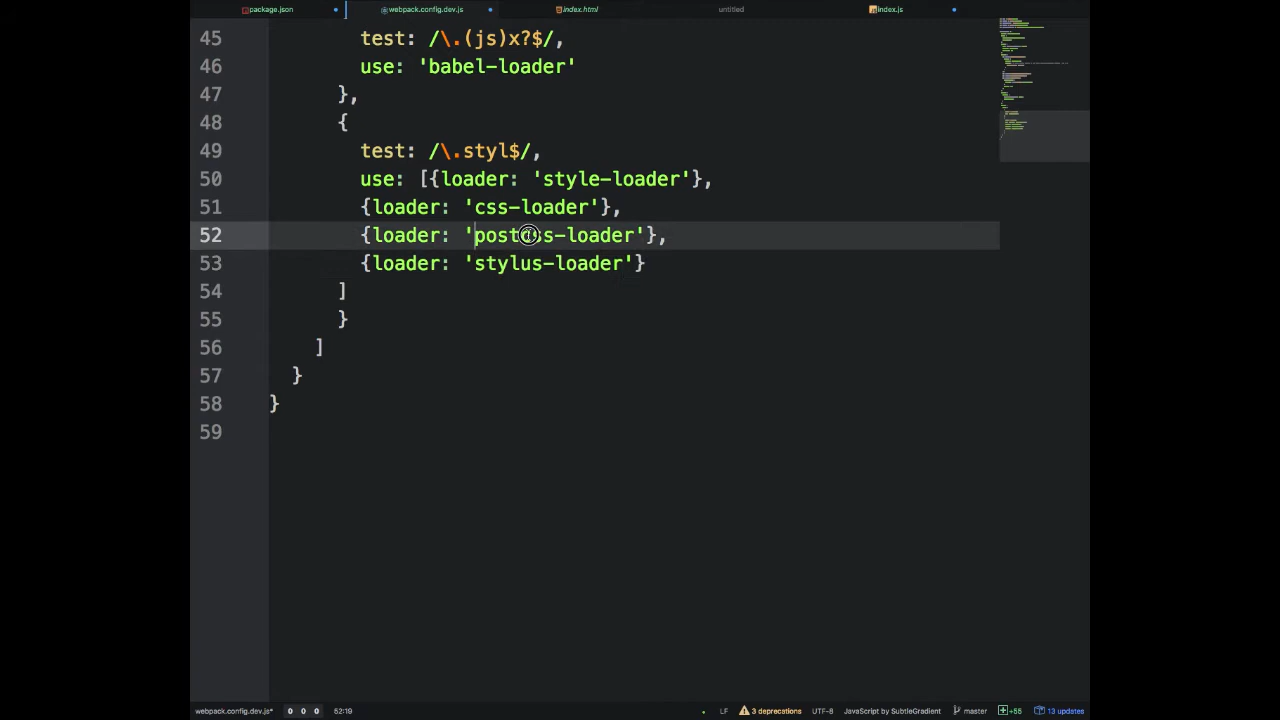 package.json webpack.config.dev.js index.html untitled index.js
45 test: /\.(js)x?$/,
46 use: 'babel-loader'
47 },
48 {
49 test: /\.styl$/,
50 use: [{loader: 'style-loader'},
51 {loader: 'css-loader'},
52 {loader: 'postcss-loader'},
53 {loader: 'stylus-loader'}
54 ]
55 }
56 ]
57 }
58 }
59
webpack.config.dev.js* 0 0 0 52:19 LF 3 deprecations UTF-8 JavaScript by SubtleGradient master +55 13 updates